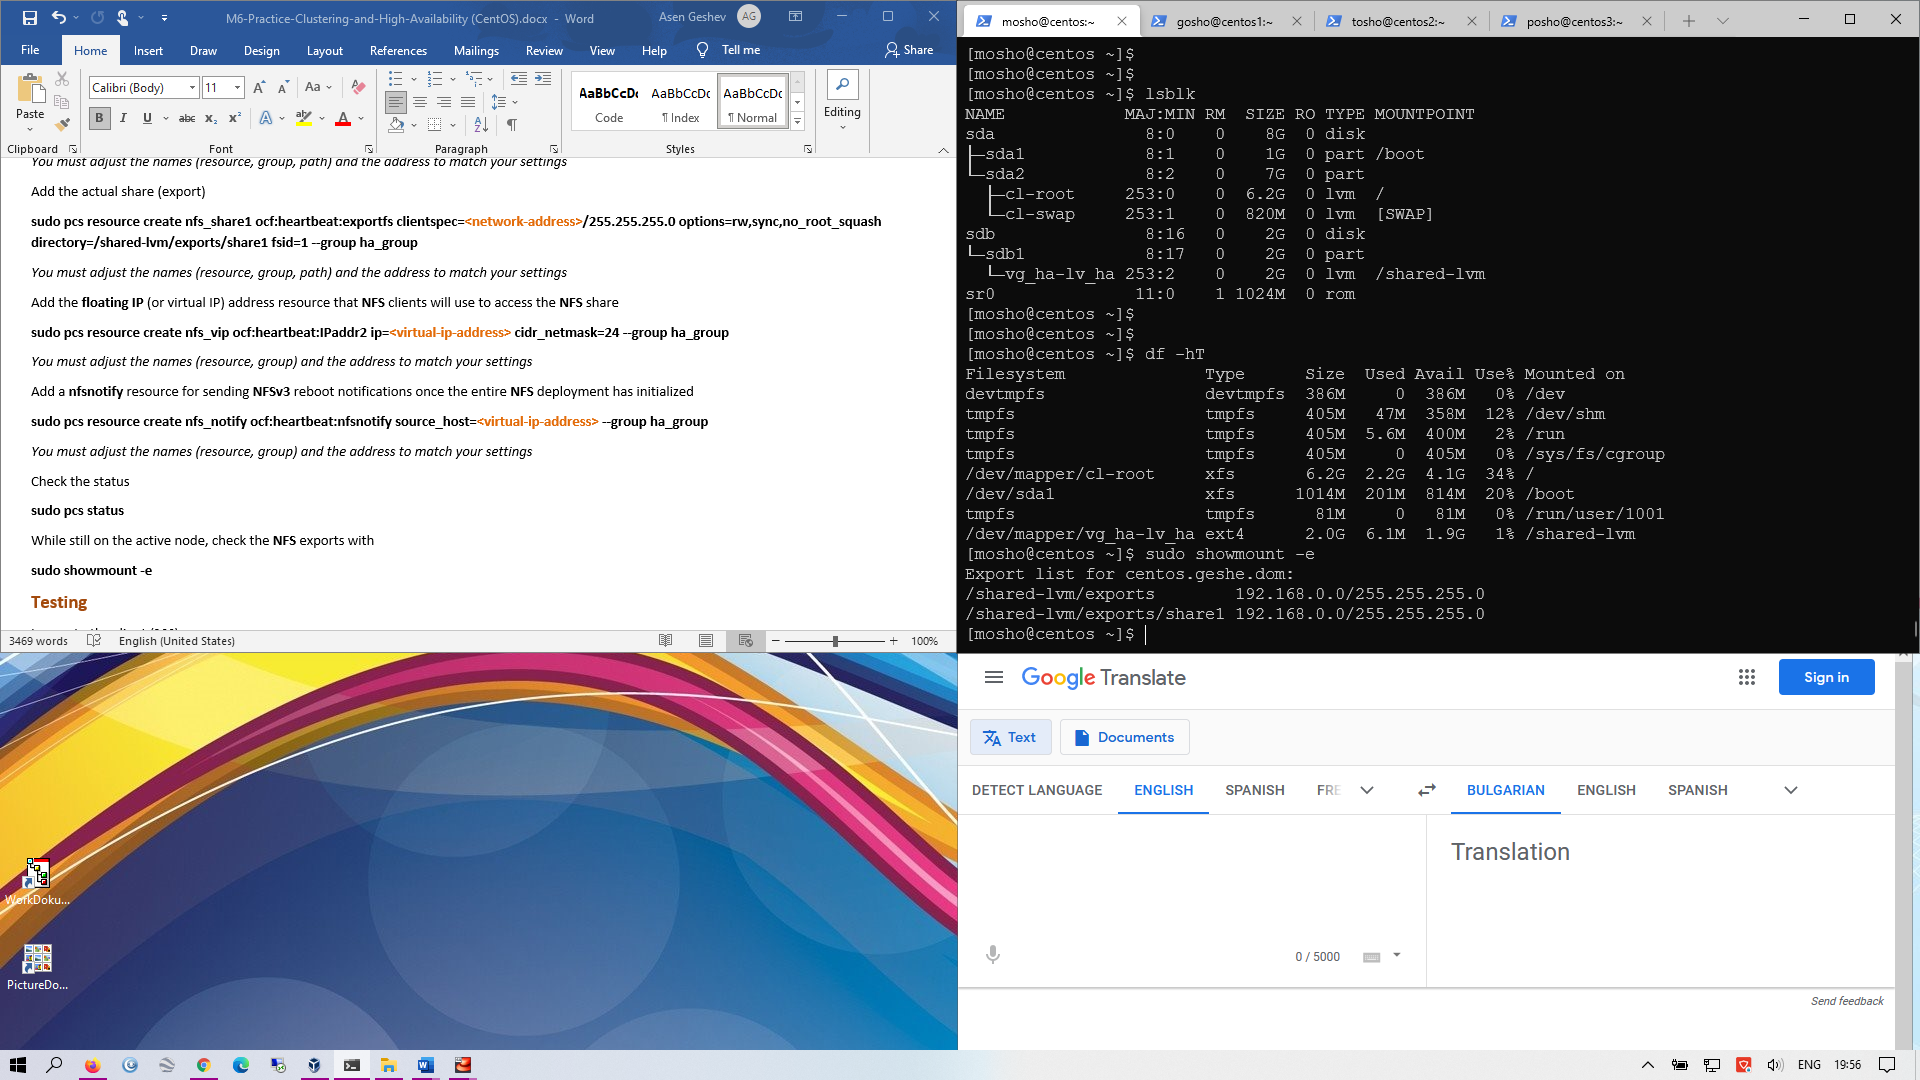 M6-Practice-Clustering-and-High-Availability (CentOS).docx - Word
Asen Geshev AG
File Home Insert Draw Design Layout References Mailings Review View Help Tell me Share
Paste
Calibri (Body) 11
AaBbCcDc AaBbCcDc AaBbCcDc
Code ¶ Index ¶ Normal
Editing
Clipboard Font Paragraph Styles
You must adjust the names (resource, group, path) and the address to match your settings
Add the actual share (export)
sudo pcs resource create nfs_share1 ocf:heartbeat:exportfs clientspec=<network-address>/255.255.255.0 options=rw,sync,no_root_squash
directory=/shared-lvm/exports/share1 fsid=1 --group ha_group
You must adjust the names (resource, group, path) and the address to match your settings
Add the floating IP (or virtual IP) address resource that NFS clients will use to access the NFS share
sudo pcs resource create nfs_vip ocf:heartbeat:IPaddr2 ip=<virtual-ip-address> cidr_netmask=24 --group ha_group
You must adjust the names (resource, group) and the address to match your settings
Add a nfsnotify resource for sending NFSv3 reboot notifications once the entire NFS deployment has initialized
sudo pcs resource create nfs_notify ocf:heartbeat:nfsnotify source_host=<virtual-ip-address> --group ha_group
You must adjust the names (resource, group) and the address to match your settings
Check the status
sudo pcs status
While still on the active node, check the NFS exports with
sudo showmount -e
Testing
3469 words English (United States) 100%
mosho@centos:~ gosho@centos1:~ tosho@centos2:~ posho@centos3:~
[mosho@centos ~]$
[mosho@centos ~]$
[mosho@centos ~]$ lsblk
NAME MAJ:MIN RM SIZE RO TYPE MOUNTPOINT
sda 8:0 0 8G 0 disk
├─sda1 8:1 0 1G 0 part /boot
└─sda2 8:2 0 7G 0 part
├─cl-root 253:0 0 6.2G 0 lvm /
└─cl-swap 253:1 0 820M 0 lvm [SWAP]
sdb 8:16 0 2G 0 disk
└─sdb1 8:17 0 2G 0 part
└─vg_ha-lv_ha 253:2 0 2G 0 lvm /shared-lvm
sr0 11:0 1 1024M 0 rom
[mosho@centos ~]$
[mosho@centos ~]$
[mosho@centos ~]$ df -hT
Filesystem Type Size Used Avail Use% Mounted on
devtmpfs devtmpfs 386M 0 386M 0% /dev
tmpfs tmpfs 405M 47M 358M 12% /dev/shm
tmpfs tmpfs 405M 5.6M 400M 2% /run
tmpfs tmpfs 405M 0 405M 0% /sys/fs/cgroup
/dev/mapper/cl-root xfs 6.2G 2.2G 4.1G 34% /
/dev/sda1 xfs 1014M 201M 814M 20% /boot
tmpfs tmpfs 81M 0 81M 0% /run/user/1001
/dev/mapper/vg_ha-lv_ha ext4 2.0G 6.1M 1.9G 1% /shared-lvm
[mosho@centos ~]$ sudo showmount -e
Export list for centos.geshe.dom:
/shared-lvm/exports 192.168.0.0/255.255.255.0
/shared-lvm/exports/share1 192.168.0.0/255.255.255.0
[mosho@centos ~]$
Google Translate
Sign in
Text Documents
DETECT LANGUAGE ENGLISH SPANISH FRE BULGARIAN ENGLISH SPANISH
Translation
0 / 5000
Send feedback
WorkDoku...
PictureDo...
ENG 19:56